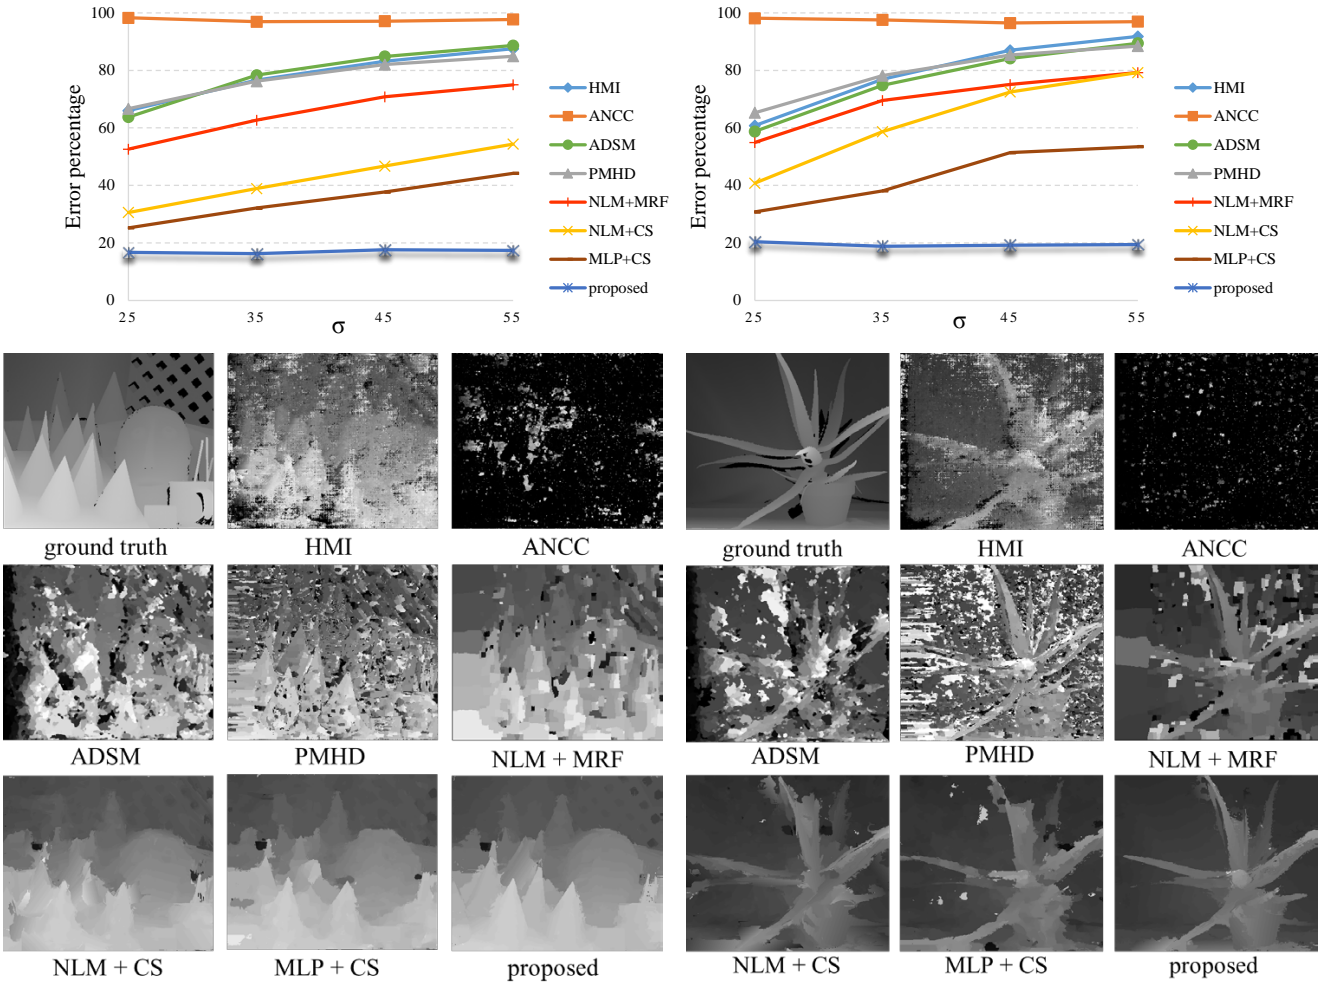 100
80
60
40
20
0
Error percentage
25 35 45 55
σ
HMI
ANCC
ADSM
PMHD
NLM+MRF
NLM+CS
MLP+CS
proposed
100
80
60
40
20
0
Error percentage
25 35 45 55
σ
HMI
ANCC
ADSM
PMHD
NLM+MRF
NLM+CS
MLP+CS
proposed
ground truth HMI ANCC
ground truth HMI ANCC
ADSM PMHD NLM + MRF
ADSM PMHD NLM + MRF
NLM + CS MLP + CS proposed
NLM + CS MLP + CS proposed